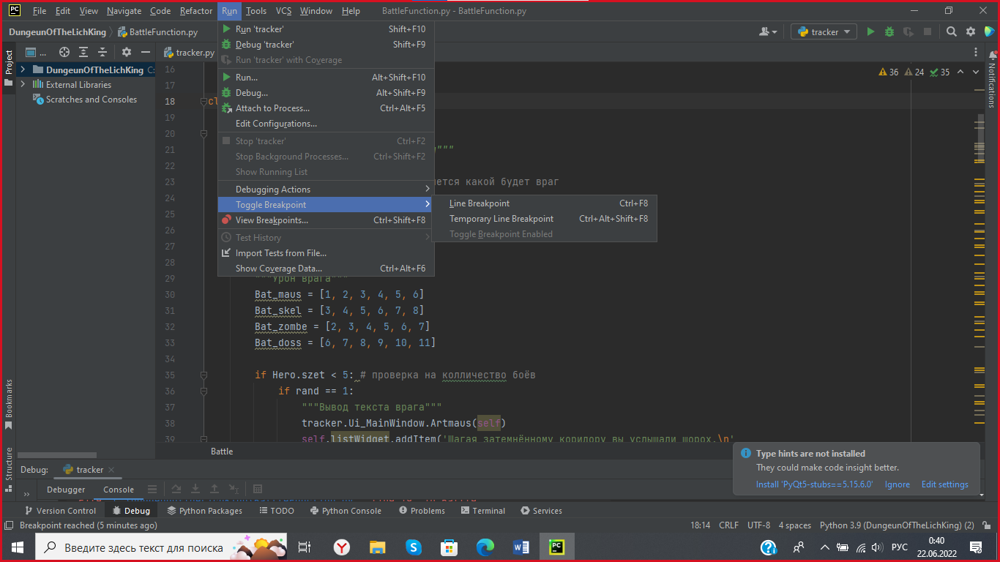 PC File Edit View Navigate Code Refactor Run Tools VCS Window Help BattleFunction.py - BattleFunction.py
DungeunOfTheLichKing BattleFunction.py tracker
Project ... tracker.py
DungeunOfTheLichKing C:
External Libraries
Scratches and Consoles
Run 'tracker' Shift+F10
Debug 'tracker' Shift+F9
Run 'tracker' with Coverage
Run... Alt+Shift+F10
Debug... Alt+Shift+F9
Attach to Process... Ctrl+Alt+F5
Edit Configurations...
Stop 'tracker' Ctrl+F2
Stop Background Processes... Ctrl+Shift+F2
Show Running List
Debugging Actions
Toggle Breakpoint
View Breakpoints... Ctrl+Shift+F8
Test History
Import Tests from File...
Show Coverage Data... Ctrl+Alt+F6
Line Breakpoint Ctrl+F8
Temporary Line Breakpoint Ctrl+Alt+Shift+F8
Toggle Breakpoint Enabled
36 24 35
Notifications
16
17
18 cl
19
20
21 """
22
23 какой будет враг
24
25
26
27
28
29 """Урон врага"""
30 Bat_maus = [1, 2, 3, 4, 5, 6]
31 Bat_skel = [3, 4, 5, 6, 7, 8]
32 Bat_zombe = [2, 3, 4, 5, 6, 7]
33 Bat_doss = [6, 7, 8, 9, 10, 11]
34
35 if Hero.szet < 5: # проверка на колличество боёв
36 if rand == 1:
37 """Вывод текста врага"""
38 tracker.Ui_MainWindow.Artmaus(self)
39 self.listWidget.addItem('Шагая затемнённому коридору вы услышали шорох.\n'
Battle
Bookmarks
Structure
Type hints are not installed
They could make code insight better.
Install 'PyQt5-stubs==5.15.6.0' Ignore Edit settings
Debug: tracker
Debugger Console
Version Control Debug Python Packages TODO Python Console Problems Terminal Services
Breakpoint reached (5 minutes ago) 18:14 CRLF UTF-8 4 spaces Python 3.9 (DungeunOfTheLichKing) (2)
Введите здесь текст для поиска РУС 0:40
22.06.2022